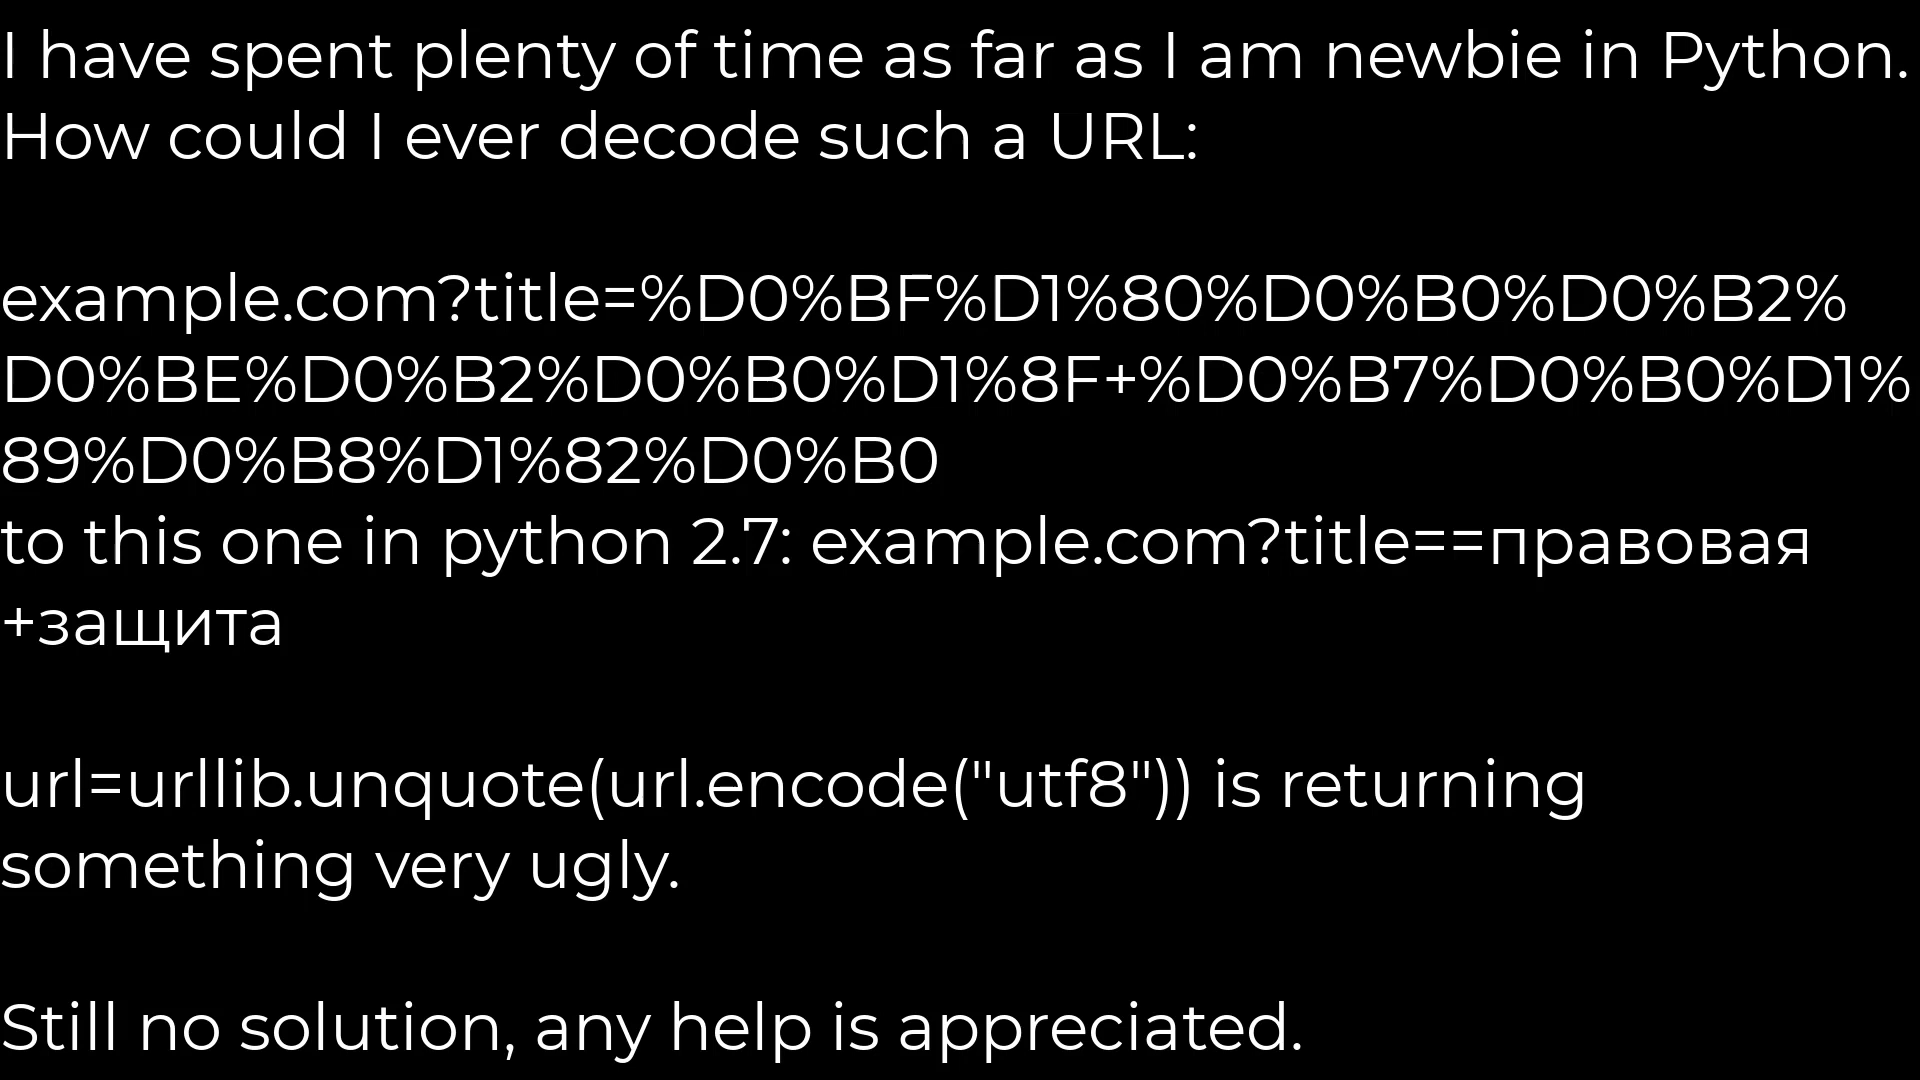 I have spent plenty of time as far as I am newbie in Python.
How could I ever decode such a URL:
example.com?title=%D0%BF%D1%80%D0%B0%D0%B2%
D0%BE%D0%B2%D0%B0%D1%8F+%D0%B7%D0%B0%D1%
89%D0%B8%D1%82%D0%B0
to this one in python 2.7: example.com?title==правовая
+защита
url=urllib.unquote(url.encode("utf8")) is returning
something very ugly.
Still no solution, any help is appreciated.